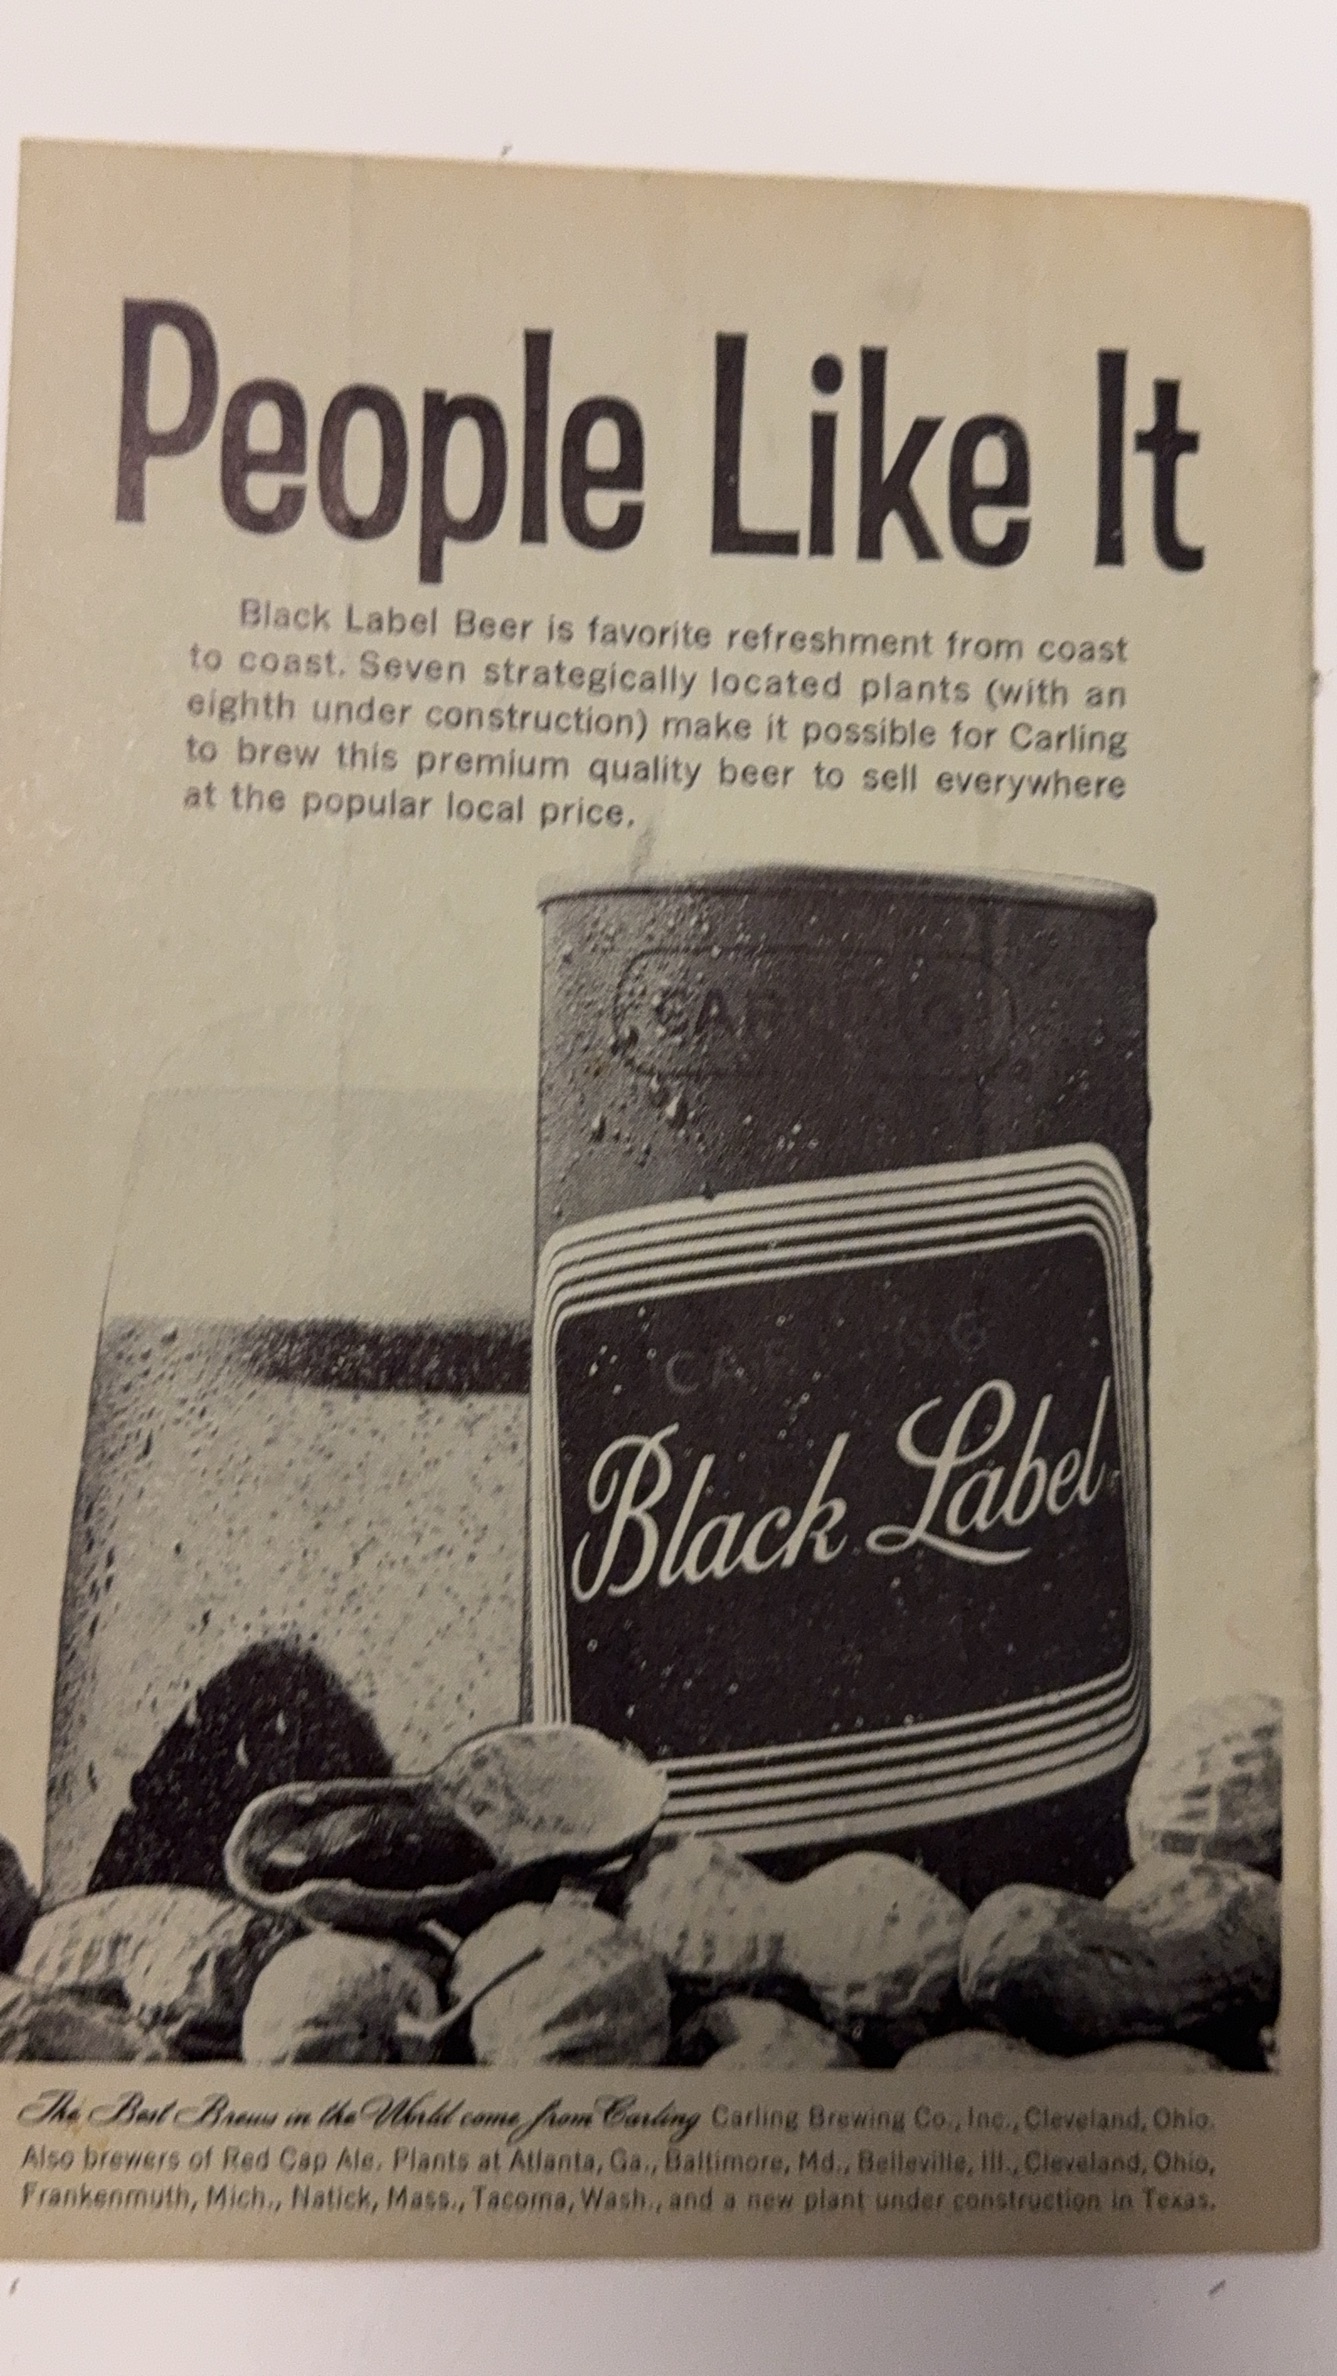 People Like It
Black Label Beer is favorite refreshment from coast
to coast. Seven strategically located plants (with an
eighth under construction) make it possible for Carling
to brew this premium quality beer to sell everywhere
at the popular local price.
CARLING
CARLING
Black Label
The Best Brews in the World come from Carling Carling Brewing Co., Inc., Cleveland, Ohio.
Also brewers of Red Cap Ale. Plants at Atlanta, Ga., Baltimore, Md., Belleville, Ill., Cleveland, Ohio,
Frankenmuth, Mich., Natick, Mass., Tacoma, Wash., and a new plant under construction in Texas.